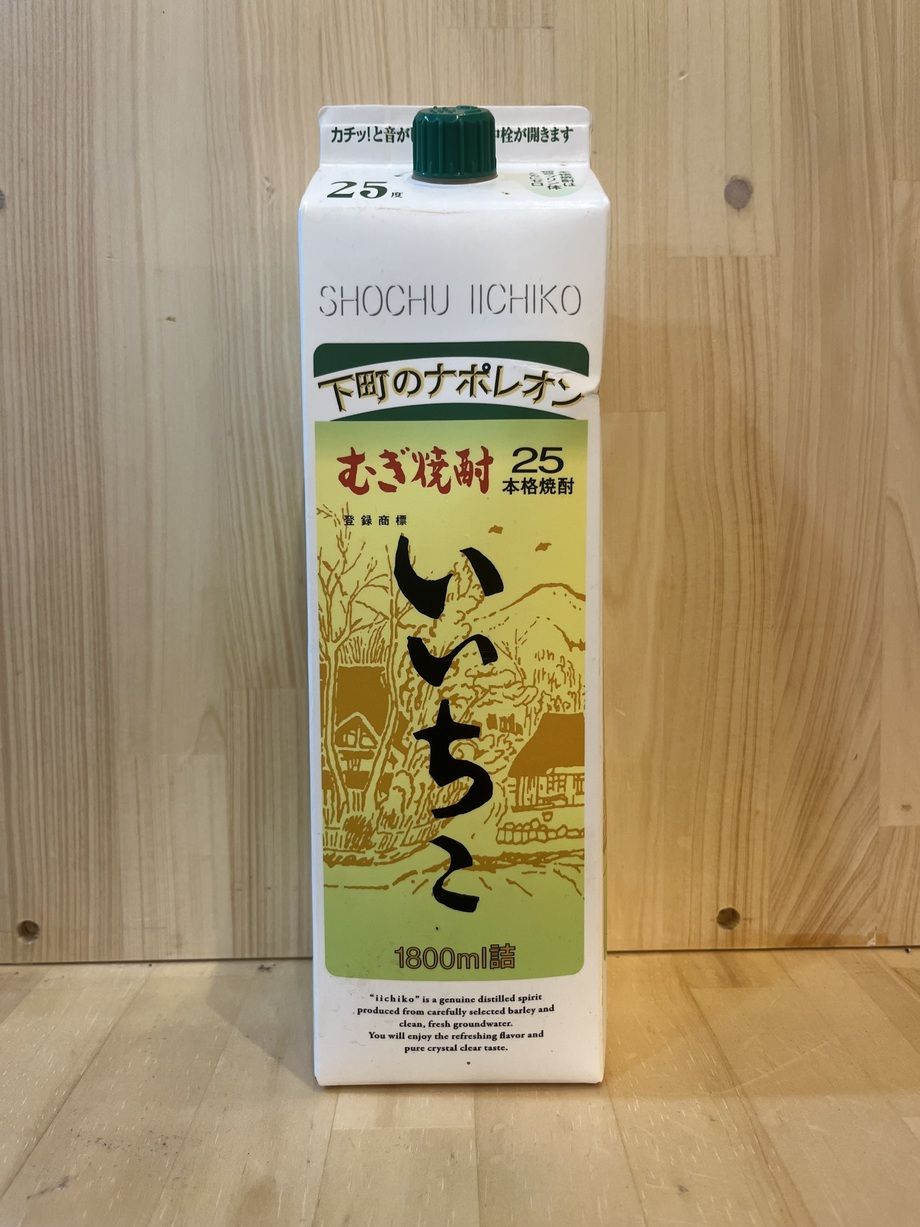 カチッ!と音が 栓が開きます
25度
SHOCHU IICHIKO
下町のナポレオン
むぎ焼酎 25
本格焼酎
登録商標
いいちこ
1800ml詰
“iichiko” is a genuine distilled spirit
produced from carefully selected barley and
clean, fresh groundwater.
You will enjoy the refreshing flavor and
pure crystal clear taste.